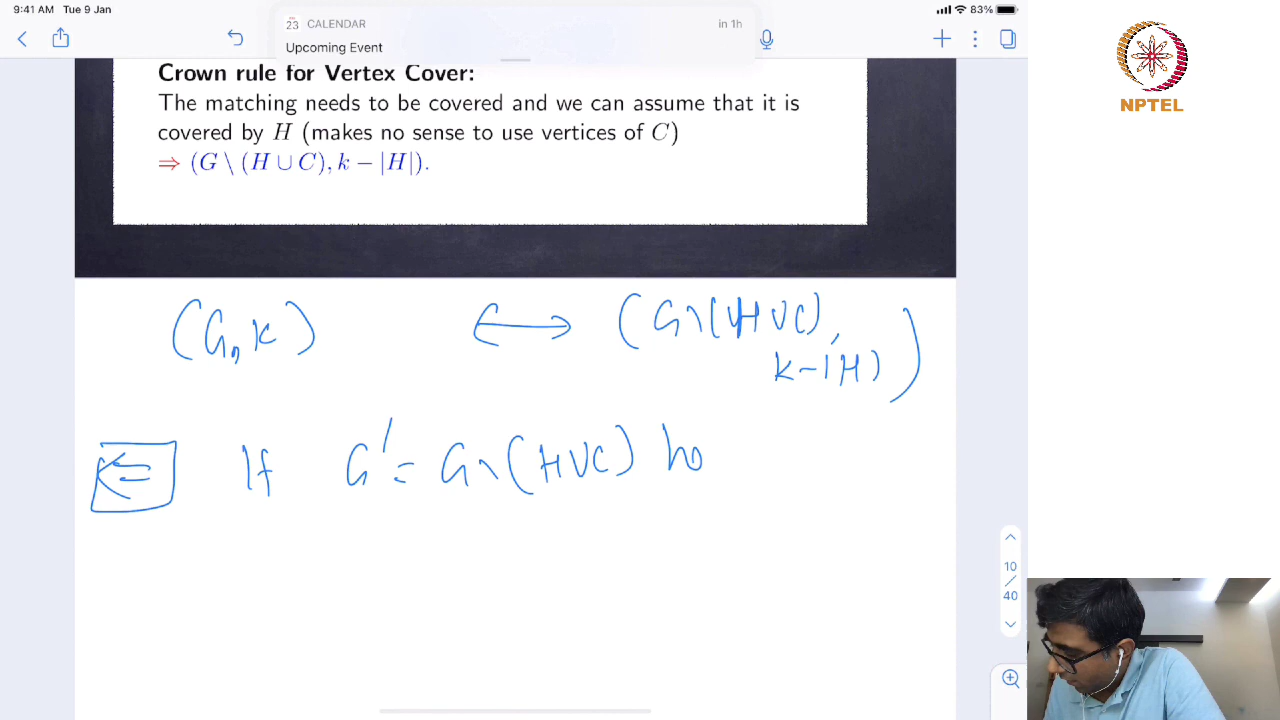 9:41 AM Tue 9 Jan
83%
23 CALENDAR
in 1h
Upcoming Event
NPTEL
Crown rule for Vertex Cover:
The matching needs to be covered and we can assume that it is
covered by H (makes no sense to use vertices of C)
⇒ (G \ (H ∪ C), k − |H|).
(G, k) ⟷ (G \ (H ∪ C),
k − |H|)
⇐ If G' = G \ (H ∪ C) ha
10
/
40